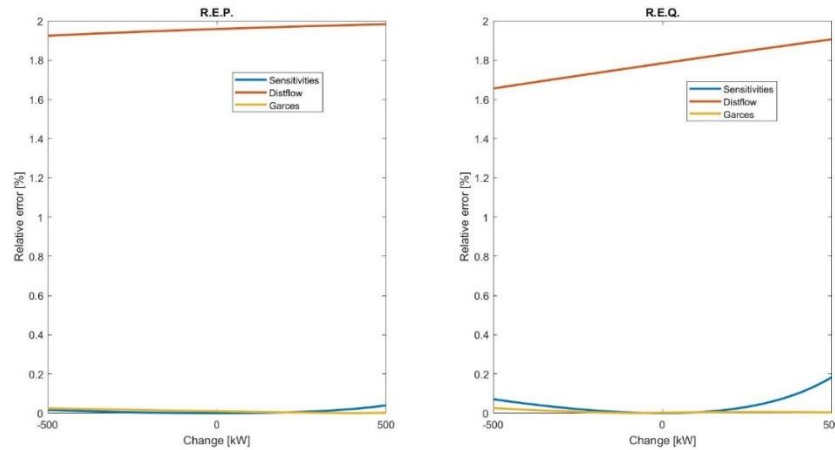 R.E.P.
2
1.8
1.6
1.4
1.2
1
0.8
0.6
0.4
0.2
0
Relative error [%]
Sensitivities
Distflow
Garces
-500
0
500
Change [kW]
R.E.Q.
2
1.8
1.6
1.4
1.2
1
0.8
0.6
0.4
0.2
0
Relative error [%]
Sensitivities
Distflow
Garces
-500
0
50
Change [kW]